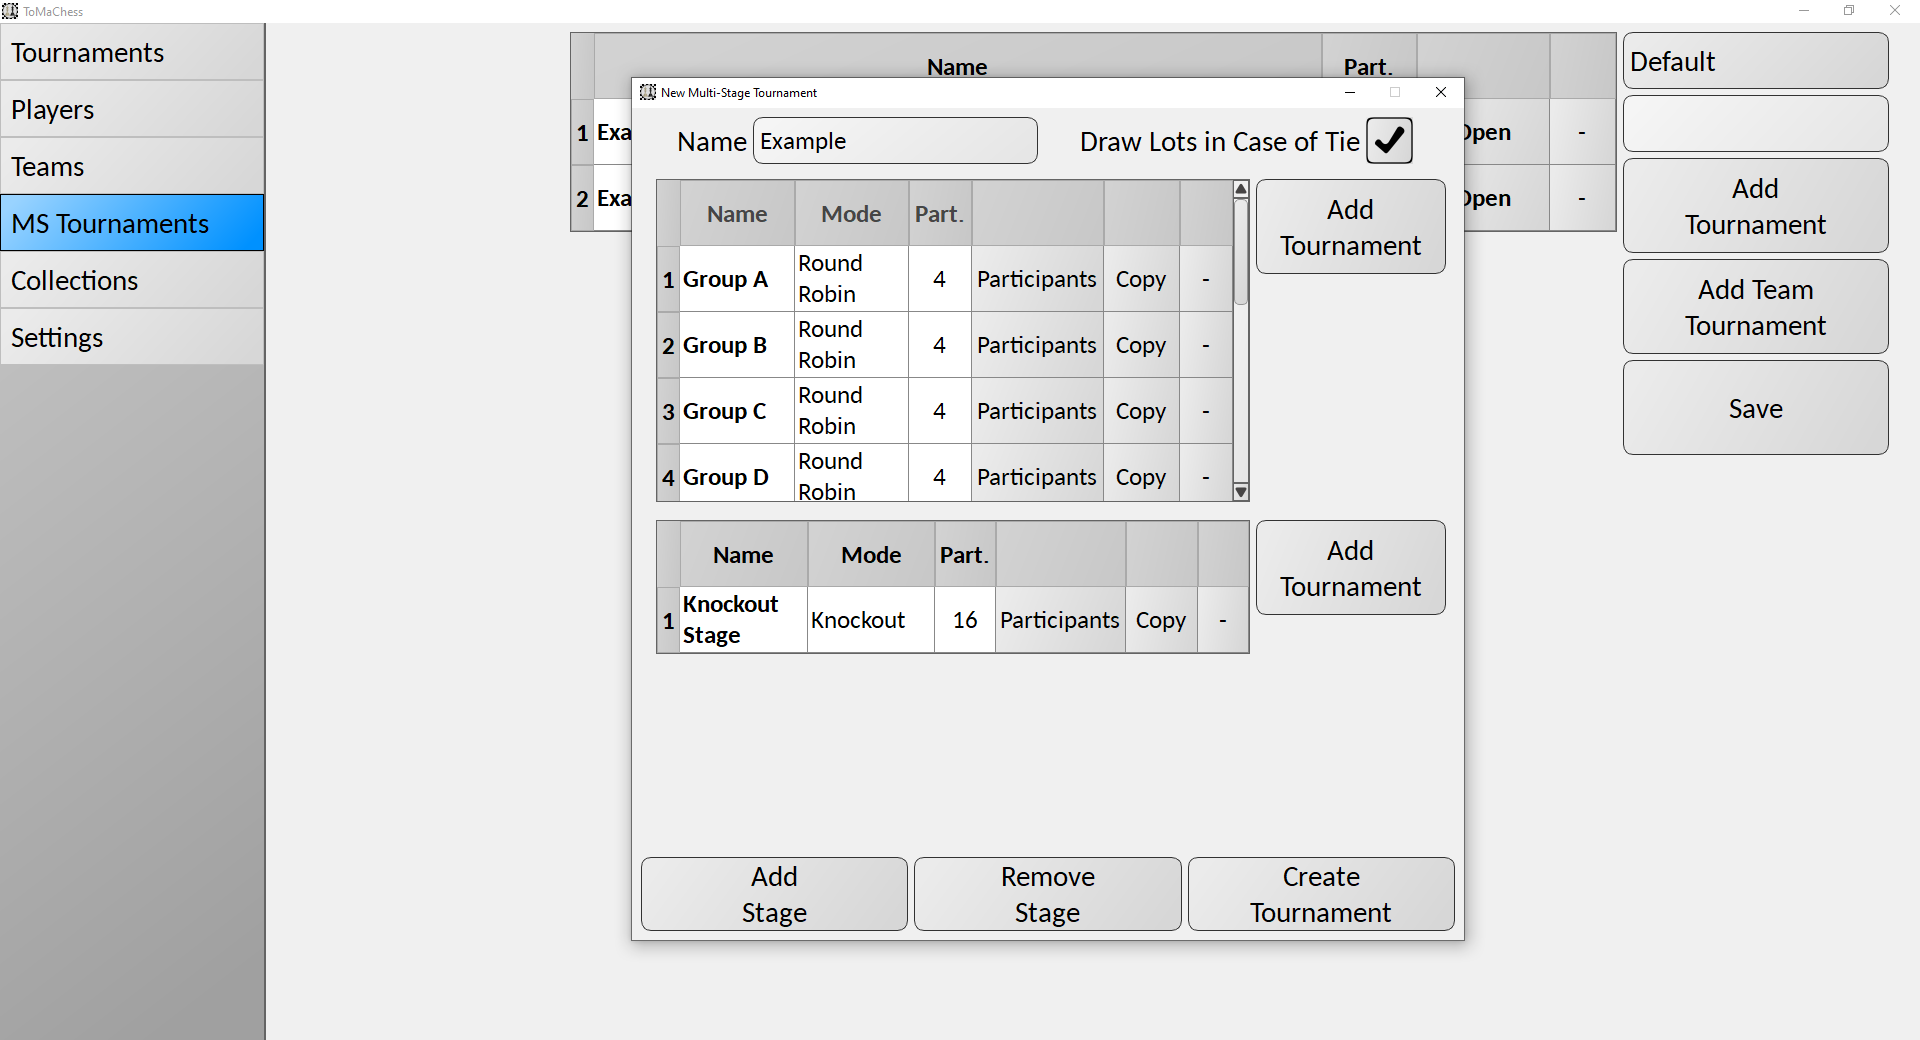 ToMaChess
Tournaments
Players
Teams
MS Tournaments
Collections
Settings
Name Part.
1 Exa Open -
2 Exa Open -
Default
Add
Tournament
Add Team
Tournament
Save
New Multi-Stage Tournament
Name Example Draw Lots in Case of Tie
Name Mode Part.
1 Group A Round Robin 4 Participants Copy -
2 Group B Round Robin 4 Participants Copy -
3 Group C Round Robin 4 Participants Copy -
4 Group D Round Robin 4 Participants Copy -
Add
Tournament
Name Mode Part.
1 Knockout Stage Knockout 16 Participants Copy -
Add
Tournament
Add
Stage
Remove
Stage
Create
Tournament